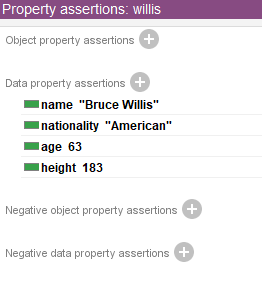 Property assertions: willis
Object property assertions
Data property assertions
name "Bruce Willis"
nationality "American"
age 63
height 183
Negative object property assertions
Negative data property assertions